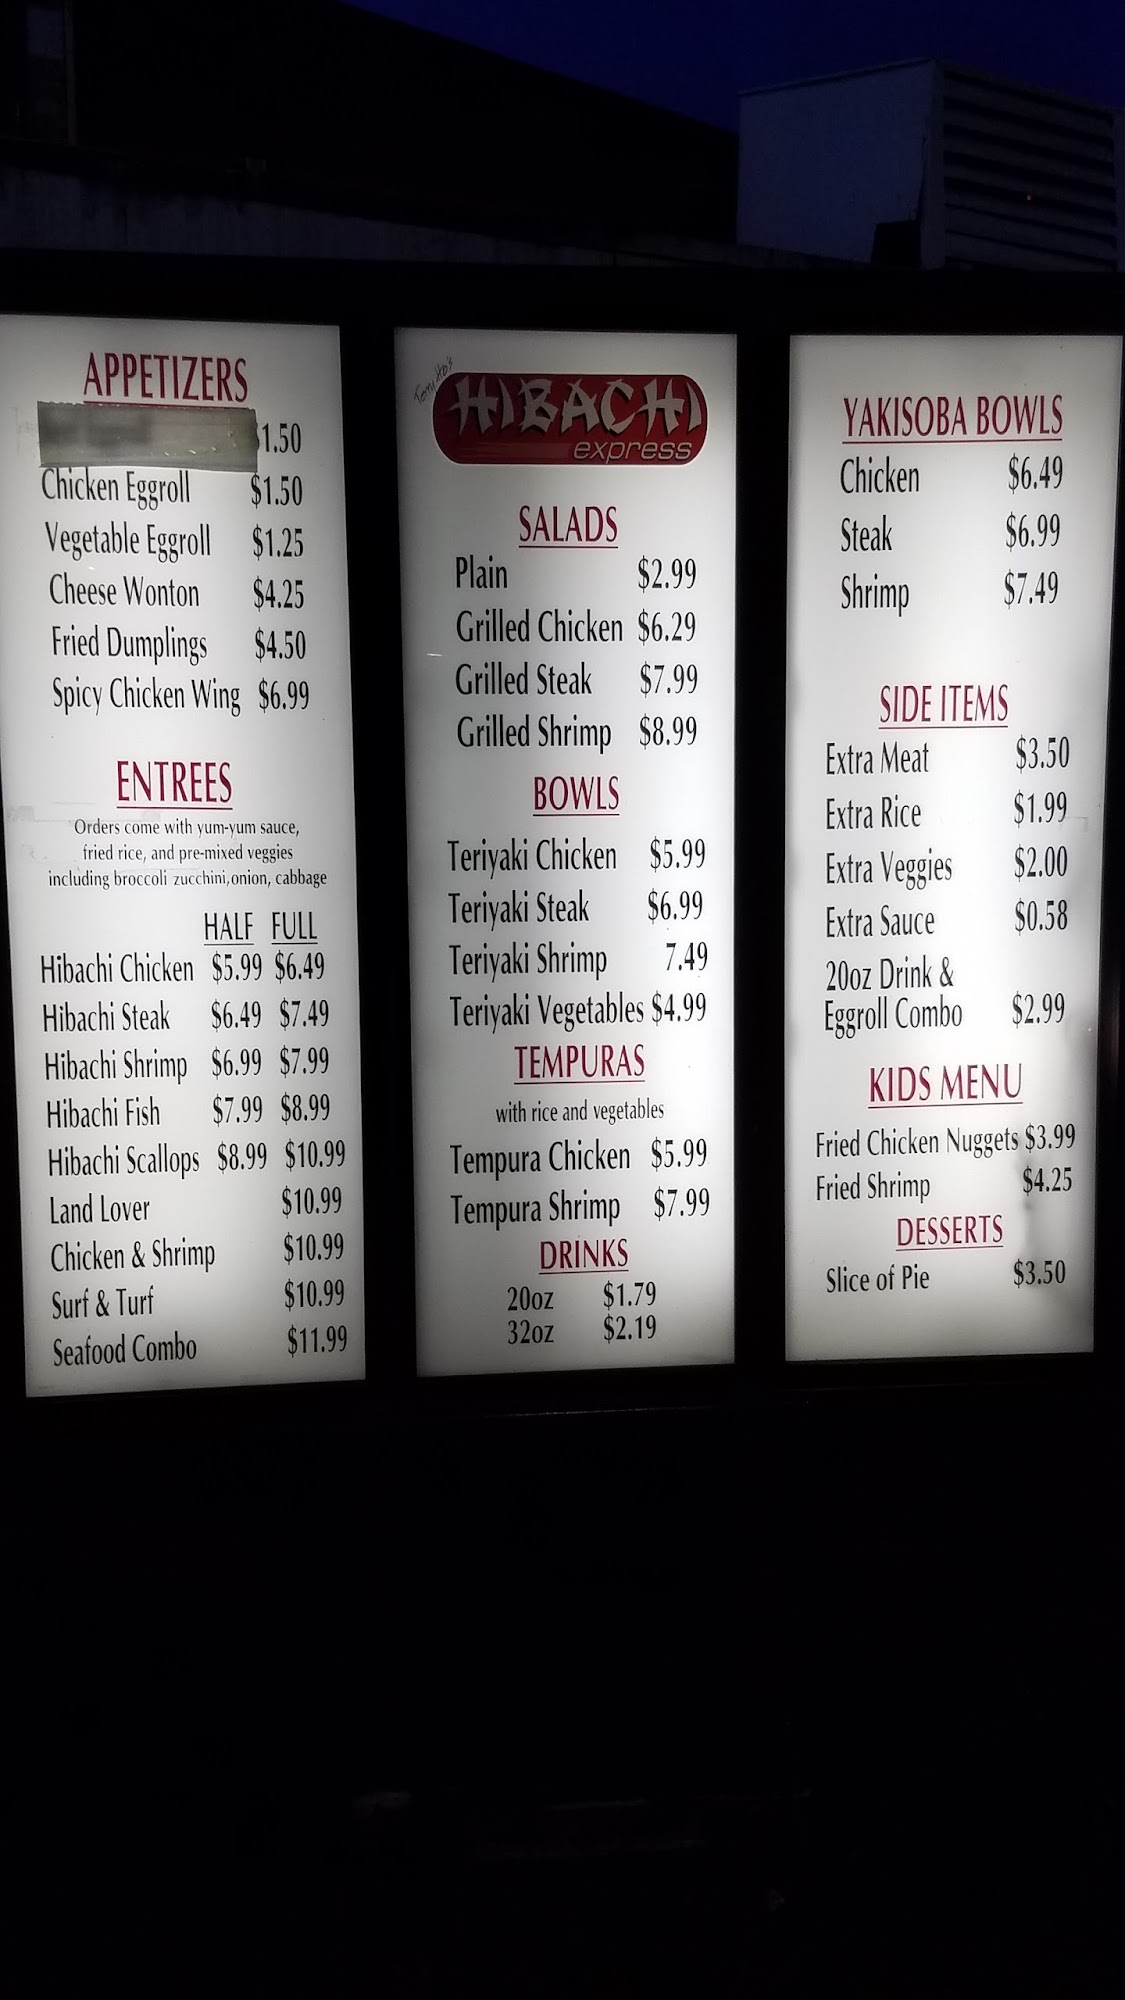 APPETIZERS
1.50
Chicken Eggroll $1.50
Vegetable Eggroll $1.25
Cheese Wonton $4.25
Fried Dumplings $4.50
Spicy Chicken Wing $6.99
ENTREES
Orders come with yum-yum sauce,
fried rice, and pre-mixed veggies
including broccoli zucchini,onion, cabbage
HALF FULL
Hibachi Chicken $5.99 $6.49
Hibachi Steak $6.49 $7.49
Hibachi Shrimp $6.99 $7.99
Hibachi Fish $7.99 $8.99
Hibachi Scallops $8.99 $10.99
Land Lover $10.99
Chicken & Shrimp $10.99
Surf & Turf $10.99
Seafood Combo $11.99
HIBACHI
express
SALADS
Plain $2.99
Grilled Chicken $6.29
Grilled Steak $7.99
Grilled Shrimp $8.99
BOWLS
Teriyaki Chicken $5.99
Teriyaki Steak $6.99
Teriyaki Shrimp 7.49
Teriyaki Vegetables $4.99
TEMPURAS
with rice and vegetables
Tempura Chicken $5.99
Tempura Shrimp $7.99
DRINKS
20oz $1.79
32oz $2.19
YAKISOBA BOWLS
Chicken $6.49
Steak $6.99
Shrimp $7.49
SIDE ITEMS
Extra Meat $3.50
Extra Rice $1.99
Extra Veggies $2.00
Extra Sauce $0.58
20oz Drink &
Eggroll Combo $2.99
KIDS MENU
Fried Chicken Nuggets $3.99
Fried Shrimp $4.25
DESSERTS
Slice of Pie $3.50